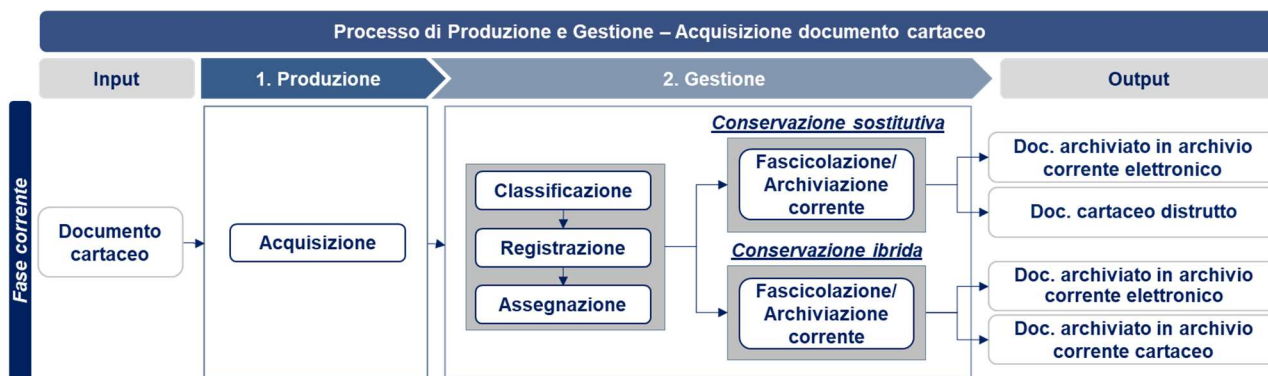 Processo di Produzione e Gestione – Acquisizione documento cartaceo
Input
1. Produzione
2. Gestione
Output
Fase corrente
Documento
cartaceo
Acquisizione
Classificazione
Registrazione
Assegnazione
Conservazione sostitutiva
Fascicolazione/
Archiviazione
corrente
Conservazione ibrida
Fascicolazione/
Archiviazione
corrente
Doc. archiviato in archivio
corrente elettronico
Doc. cartaceo distrutto
Doc. archiviato in archivio
corrente elettronico
Doc. archiviato in archivio
corrente cartaceo